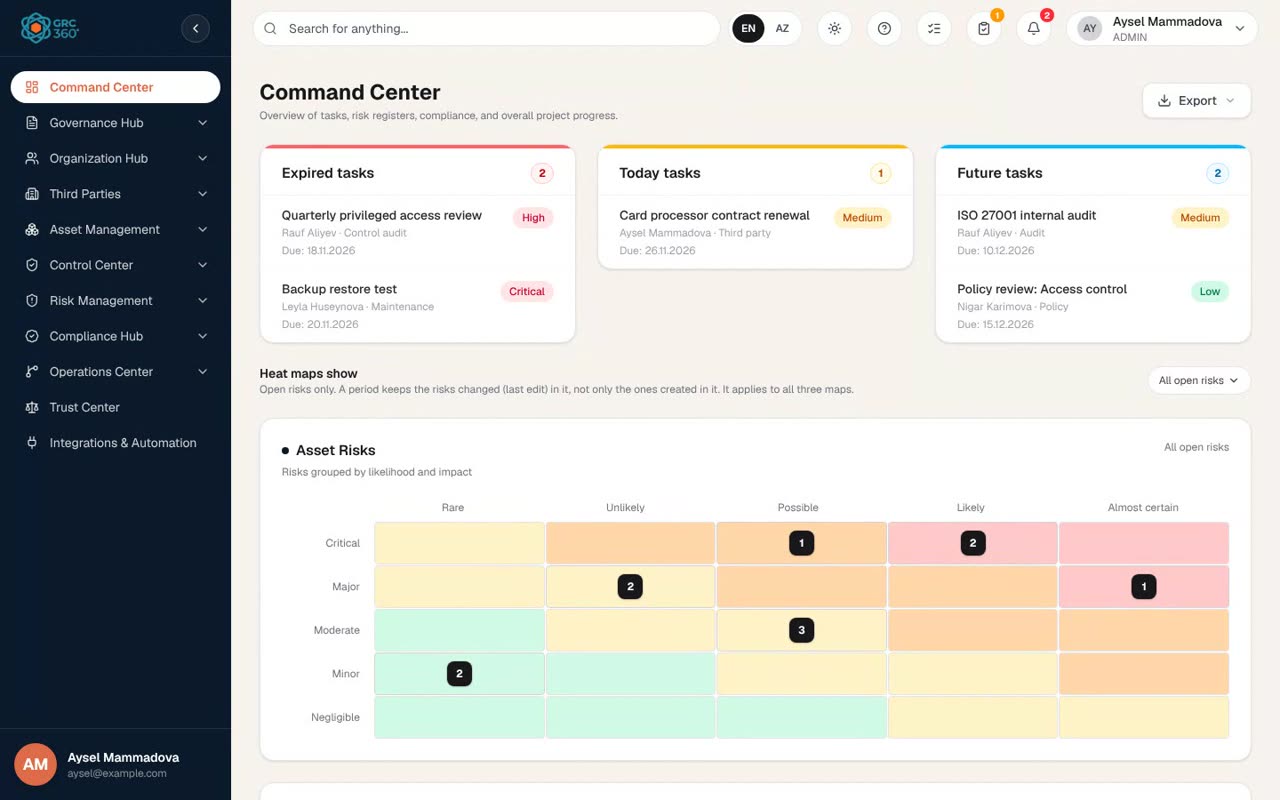 GRC
360°
Command Center
Governance Hub
Organization Hub
Third Parties
Asset Management
Control Center
Risk Management
Compliance Hub
Operations Center
Trust Center
Integrations & Automation
AM
Aysel Mammadova
aysel@example.com
Search for anything...
EN AZ
1
2
AY
Aysel Mammadova
ADMIN
Command Center
Overview of tasks, risk registers, compliance, and overall project progress.
Export
Expired tasks 2
Quarterly privileged access review High
Rauf Aliyev · Control audit
Due: 18.11.2026
Backup restore test Critical
Leyla Huseynova · Maintenance
Due: 20.11.2026
Today tasks 1
Card processor contract renewal Medium
Aysel Mammadova · Third party
Due: 26.11.2026
Future tasks 2
ISO 27001 internal audit Medium
Rauf Aliyev · Audit
Due: 10.12.2026
Policy review: Access control Low
Nigar Karimova · Policy
Due: 15.12.2026
Heat maps show
Open risks only. A period keeps the risks changed (last edit) in it, not only the ones created in it. It applies to all three maps.
All open risks
Asset Risks
All open risks
Risks grouped by likelihood and impact
Rare Unlikely Possible Likely Almost certain
Critical 1 2
Major 2 1
Moderate 3
Minor 2
Negligible